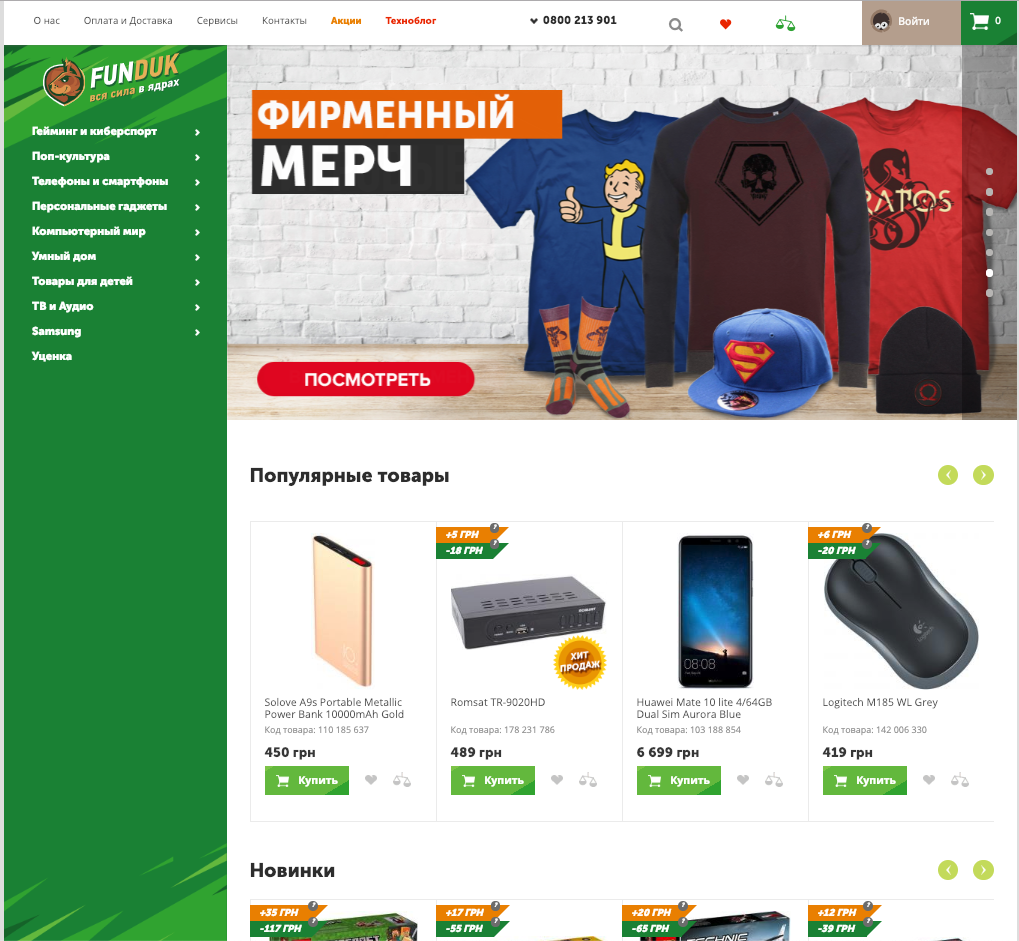 О нас
Оплата и Доставка
Сервисы
Контакты
Акции
Техноблог
0800 213 901
Войти
0
FUNDUK
вся сила в ядрах
Гейминг и киберспорт
Поп-культура
Телефоны и смартфоны
Персональные гаджеты
Компьютерный мир
Умный дом
Товары для детей
ТВ и Аудио
Samsung
Уценка
ФИРМЕННЫЙ
МЕРЧ
RATOS
ПОСМОТРЕТЬ
Популярные товары
Solove A9s Portable Metallic
Power Bank 10000mAh Gold
Код товара: 110 185 637
450 грн
Купить
+5 ГРН
-18 ГРН
ХИТ
ПРОДАЖ
Romsat TR-9020HD
Код товара: 178 231 786
489 грн
Купить
08:08
Huawei Mate 10 lite 4/64GB
Dual Sim Aurora Blue
Код товара: 103 188 854
6 699 грн
Купить
+6 ГРН
-20 ГРН
Logitech M185 WL Grey
Код товара: 142 006 330
419 грн
Купить
Новинки
+35 ГРН
-117 ГРН
+17 ГРН
-55 ГРН
+20 ГРН
-65 ГРН
TECHNIC
+12 ГРН
-39 ГРН